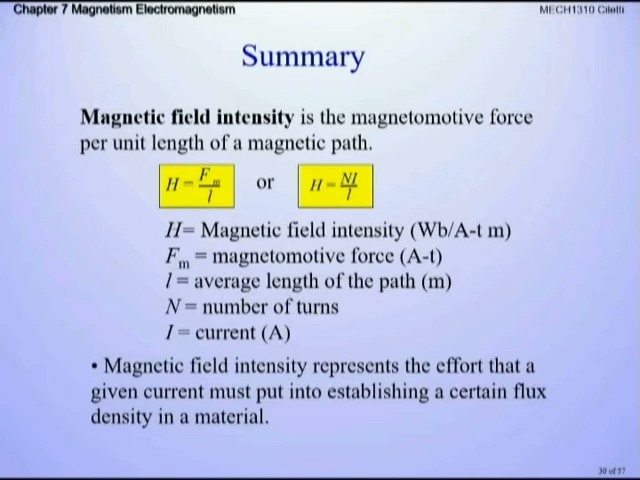 Chapter 7 Magnetism Electromagnetism
MECH1310 Ciletti
Summary
Magnetic field intensity is the magnetomotive force
per unit length of a magnetic path.
H = Fm / l or H = NI / l
H= Magnetic field intensity (Wb/A-t m)
Fm = magnetomotive force (A-t)
l = average length of the path (m)
N = number of turns
I = current (A)
• Magnetic field intensity represents the effort that a
given current must put into establishing a certain flux
density in a material.
30 of 57